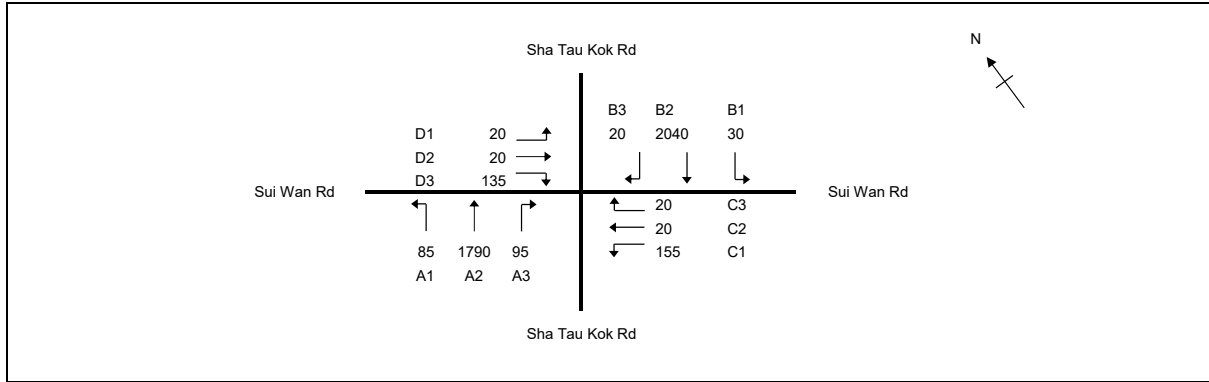 N
Sha Tau Kok Rd
B3 B2 B1
D1 20 20 2040 30
D2 20
D3 135
Sui Wan Rd Sui Wan Rd
20 C3
20 C2
85 1790 95 155 C1
A1 A2 A3
Sha Tau Kok Rd